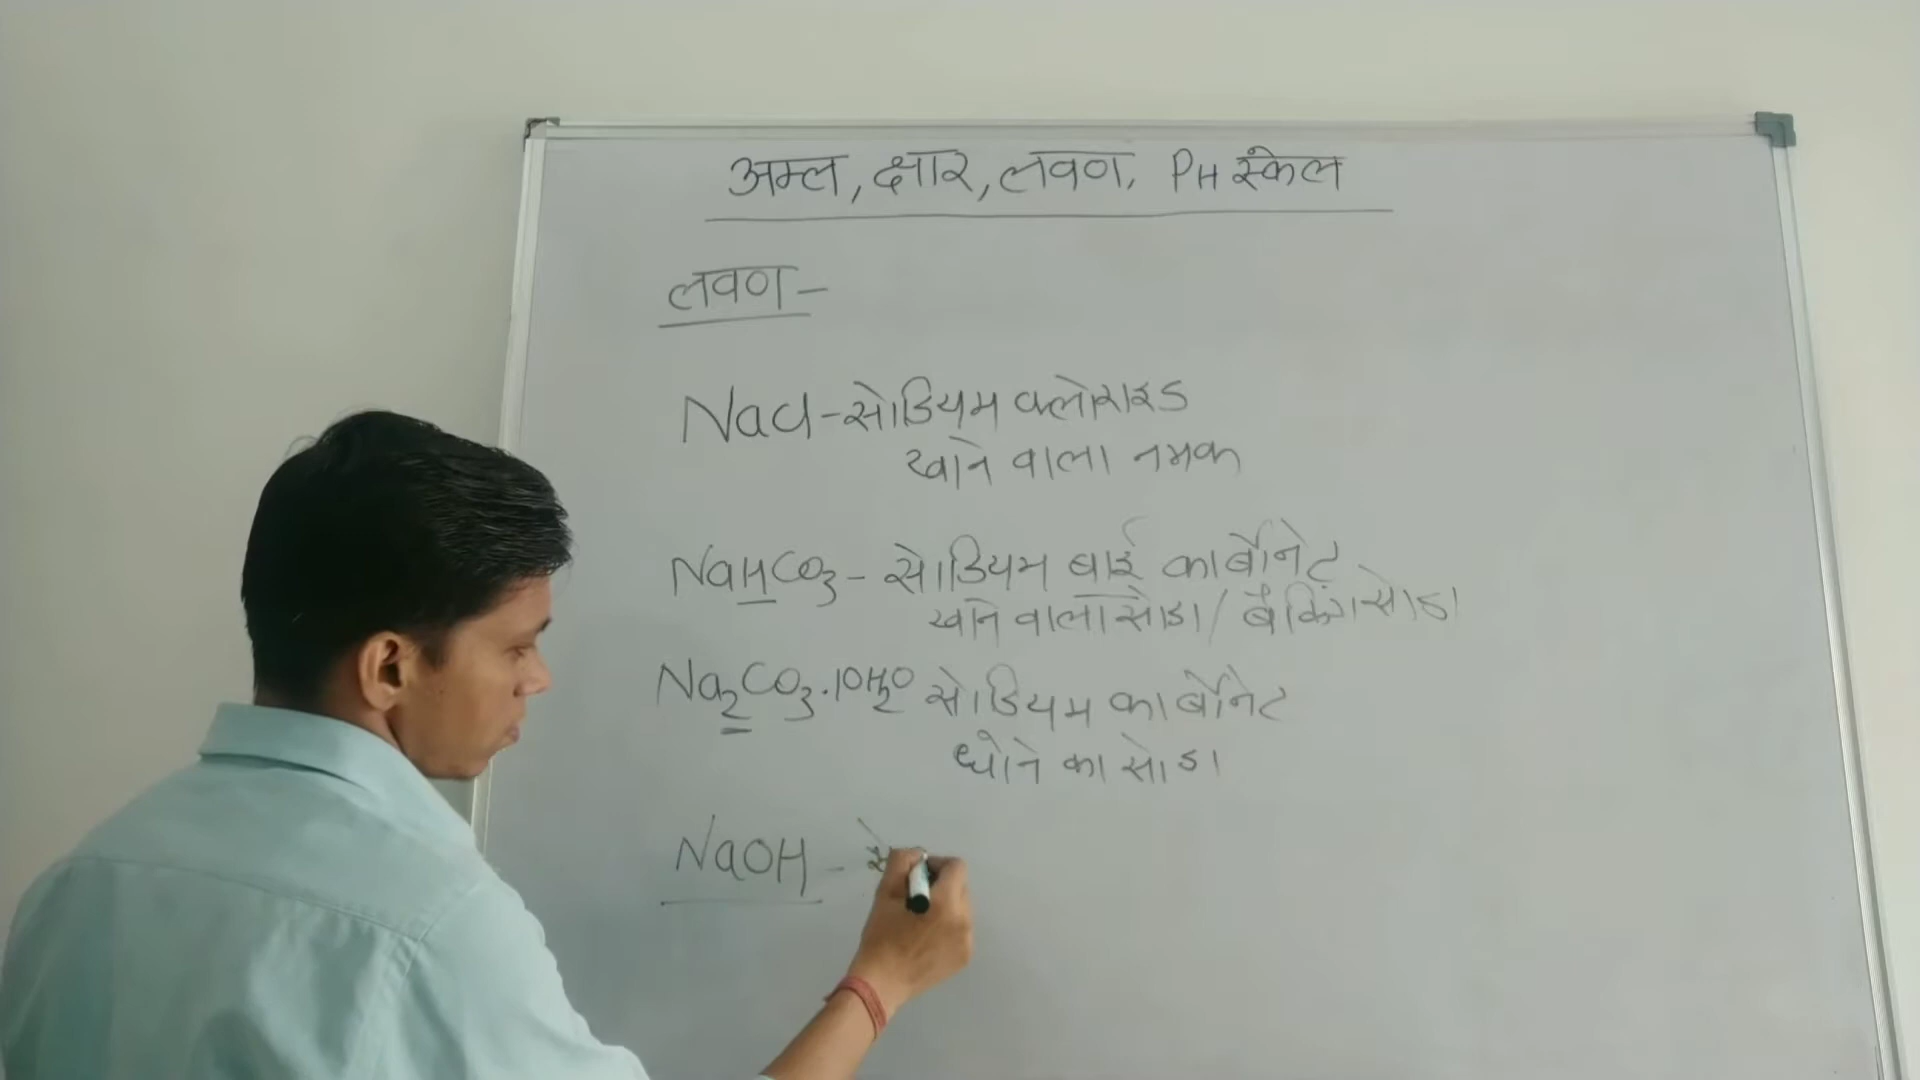 अम्ल, क्षार, लवण, PH स्केल
लवण -
NaCl - सोडियम क्लोराइड
खाने वाला नमक
NaHCO3 - सोडियम बाई कार्बोनेट
खाने वाला सोडा / बैकिंग सोडा
Na2CO3.10H2O सोडियम कार्बोनेट
धोने का सोडा
NaOH -